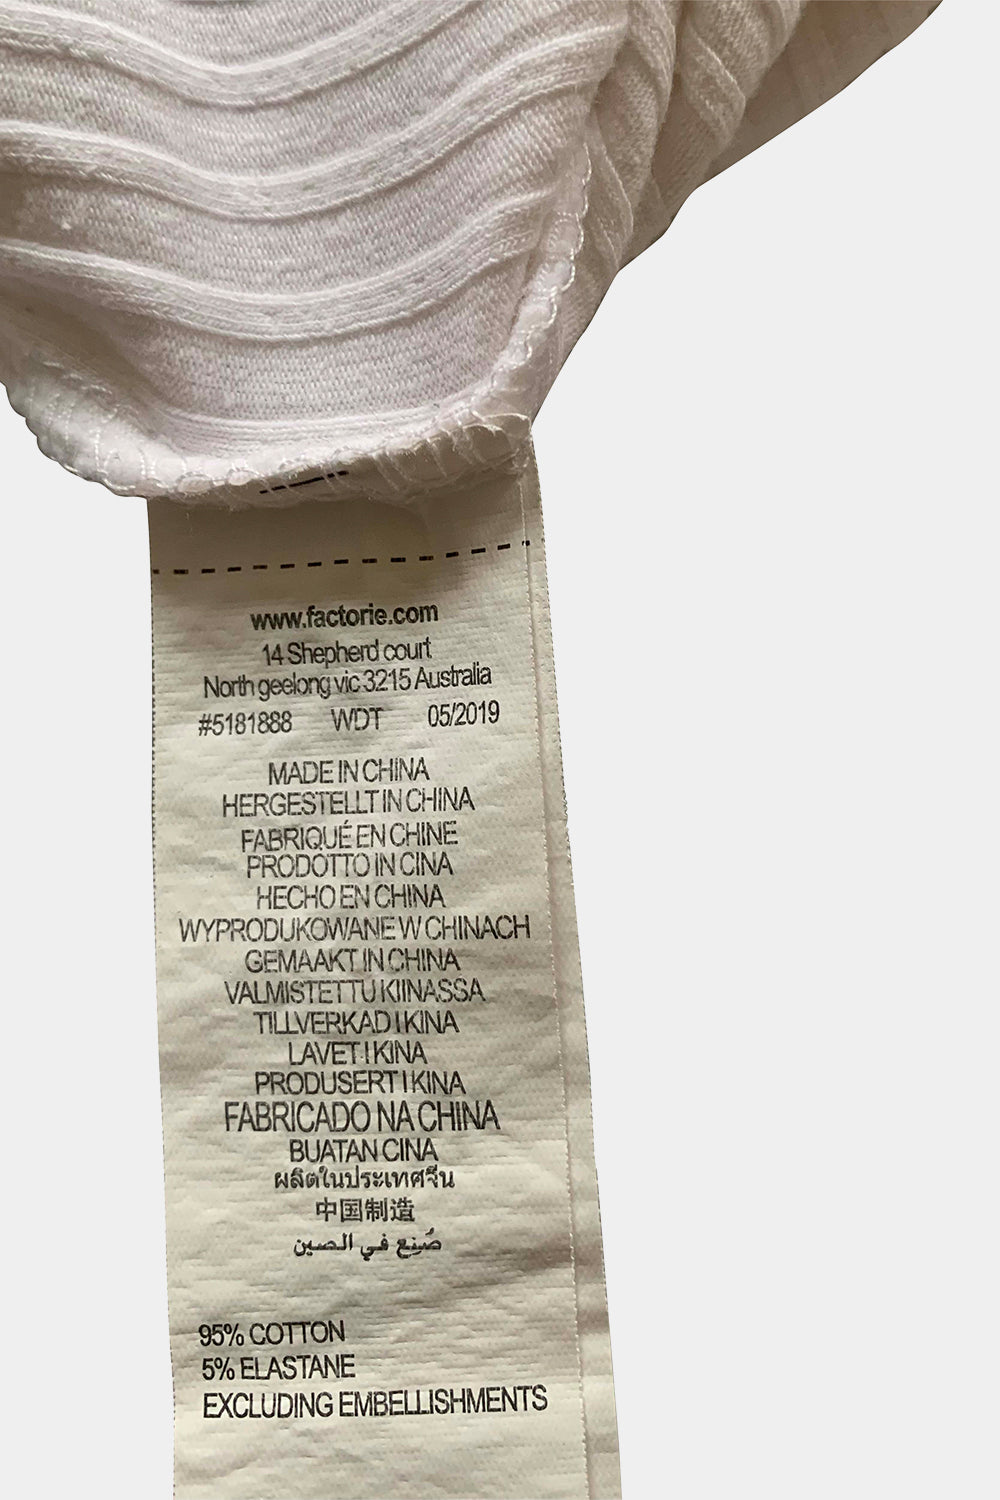 www.factorie.com
14 Shepherd court
North geelong vic 3215 Australia
#5181888 WDT 05/2019
MADE IN CHINA
HERGESTELLT IN CHINA
FABRIQUÉ EN CHINE
PRODOTTO IN CINA
HECHO EN CHINA
WYPRODUKOWANE W CHINACH
GEMAAKT IN CHINA
VALMISTETTU KIINASSA
TILLVERKAD I KINA
LAVET I KINA
PRODUSERT I KINA
FABRICADO NA CHINA
BUATAN CINA
ผลิตในประเทศจีน
中国制造
صُنِع في الصين
95% COTTON
5% ELASTANE
EXCLUDING EMBELLISHMENTS